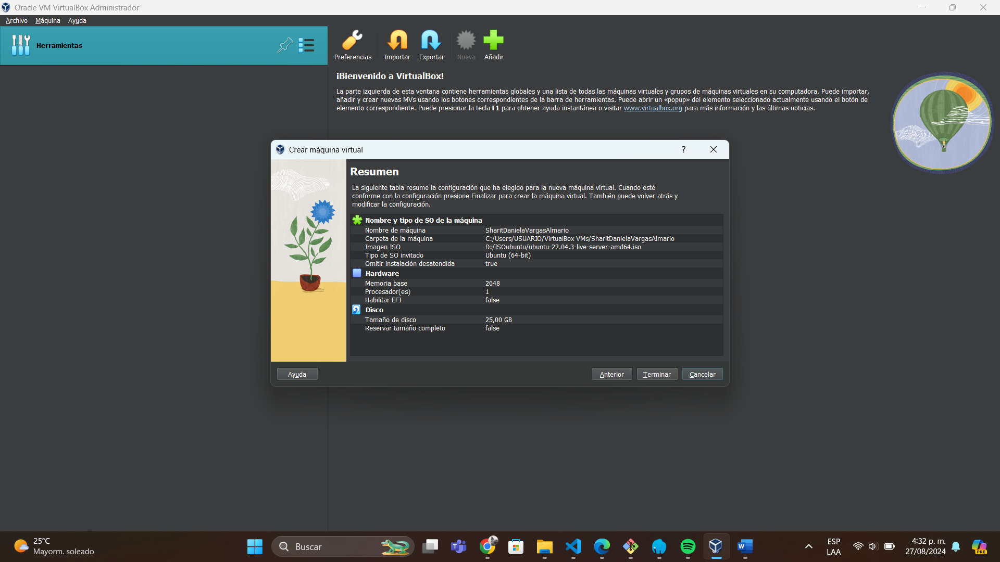 Oracle VM VirtualBox Administrador
Archivo Máquina Ayuda
Herramientas
Preferencias Importar Exportar Nueva Añadir
¡Bienvenido a VirtualBox!
La parte izquierda de esta ventana contiene herramientas globales y una lista de todas las máquinas virtuales y grupos de máquinas virtuales en su computadora. Puede importar,
añadir y crear nuevas MVs usando los botones correspondientes de la barra de herramientas. Puede abrir un «popup» del elemento seleccionado actualmente usando el botón de
elemento correspondiente. Puede presionar la tecla F1 para obtener ayuda instantánea o visitar www.virtualbox.org para más información y las últimas noticias.
Crear máquina virtual ?
Resumen
La siguiente tabla resume la configuración que ha elegido para la nueva máquina virtual. Cuando esté
conforme con la configuración presione Finalizar para crear la máquina virtual. También puede volver atrás y
modificar la configuración.
Nombre y tipo de SO de la máquina
Nombre de máquina SharitDanielaVargasAlmario
Carpeta de la máquina C:/Users/USUARIO/VirtualBox VMs/SharitDanielaVargasAlmario
Imagen ISO D:/ISOubuntu/ubuntu-22.04.3-live-server-amd64.iso
Tipo de SO invitado Ubuntu (64-bit)
Omitir instalación desatendida true
Hardware
Memoria base 2048
Procesador(es) 1
Habilitar EFI false
Disco
Tamaño de disco 25,00 GB
Reservar tamaño completo false
Ayuda Anterior Terminar Cancelar
25°C
Mayorm. soleado
Buscar
ESP
LAA
4:32 p. m.
27/08/2024
PRE